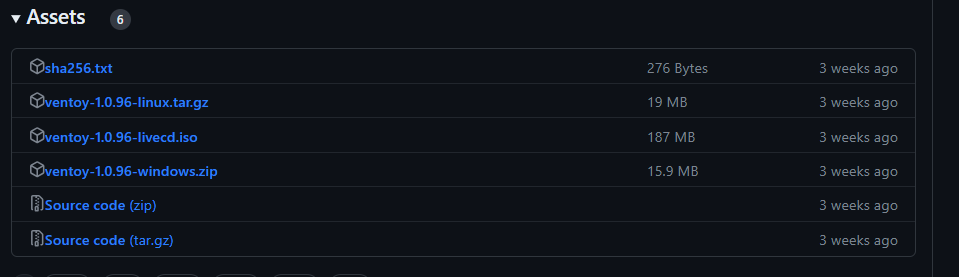 Assets 6
sha256.txt 276 Bytes 3 weeks ago
ventoy-1.0.96-linux.tar.gz 19 MB 3 weeks ago
ventoy-1.0.96-livecd.iso 187 MB 3 weeks ago
ventoy-1.0.96-windows.zip 15.9 MB 3 weeks ago
Source code (zip) 3 weeks ago
Source code (tar.gz) 3 weeks ago